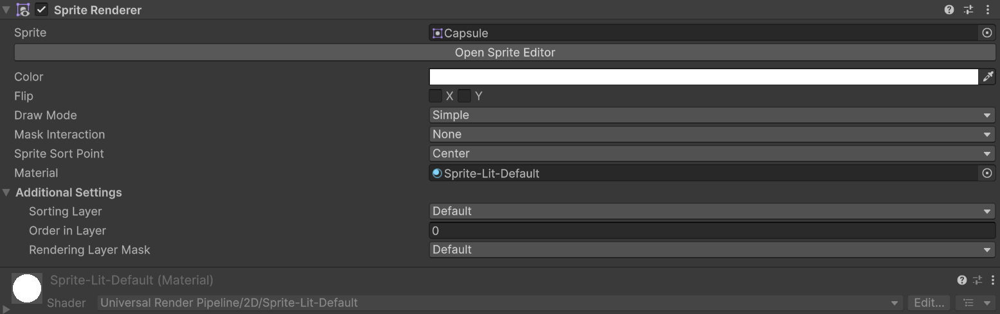 Sprite Renderer
Sprite Capsule
Open Sprite Editor
Color
Flip X Y
Draw Mode Simple
Mask Interaction None
Sprite Sort Point Center
Material Sprite-Lit-Default
Additional Settings
Sorting Layer Default
Order in Layer 0
Rendering Layer Mask Default
Sprite-Lit-Default (Material)
Shader Universal Render Pipeline/2D/Sprite-Lit-Default Edit...